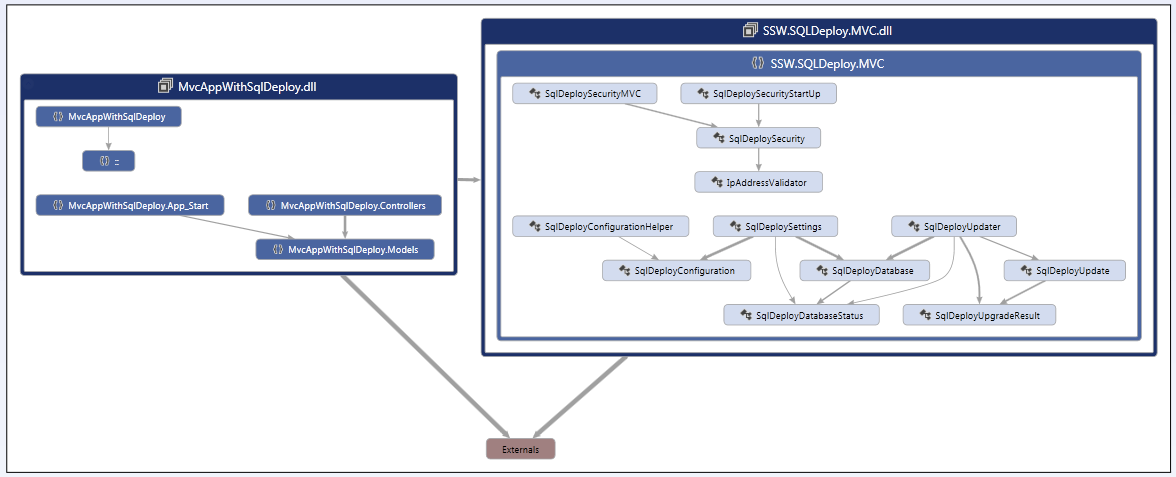 MvcAppWithSqlDeploy.dll
MvcAppWithSqlDeploy
MvcAppWithSqlDeploy.App_Start
MvcAppWithSqlDeploy.Controllers
MvcAppWithSqlDeploy.Models
SSW.SQLDeploy.MVC.dll
SSW.SQLDeploy.MVC
SqlDeploySecurityMVC
SqlDeploySecurityStartUp
SqlDeploySecurity
IpAddressValidator
SqlDeployConfigurationHelper
SqlDeploySettings
SqlDeployUpdater
SqlDeployConfiguration
SqlDeployDatabase
SqlDeployUpdate
SqlDeployDatabaseStatus
SqlDeployUpgradeResult
Externals